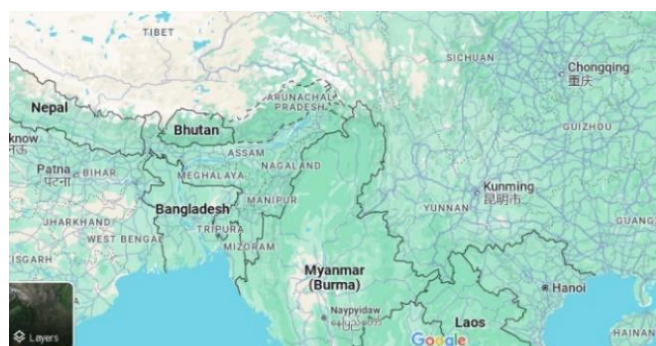 TIBET
SICHUAN
Chongqing
重庆
ARUNACHAL
PRADESH
Nepal
Bhutan
GUIZHOU
know
ASSAM
NAGALAND
Patna
पटना
BIHAR
MEGHALAYA
Kunming
昆明市
MANIPUR
Bangladesh
YUNNAN
JHARKHAND
GUANG
TRIPURA
WEST BENGAL
MIZORAM
ISGARH
Myanmar
(Burma)
Hanoi
Naypyidaw
Laos
Google
HAINAN
Layers